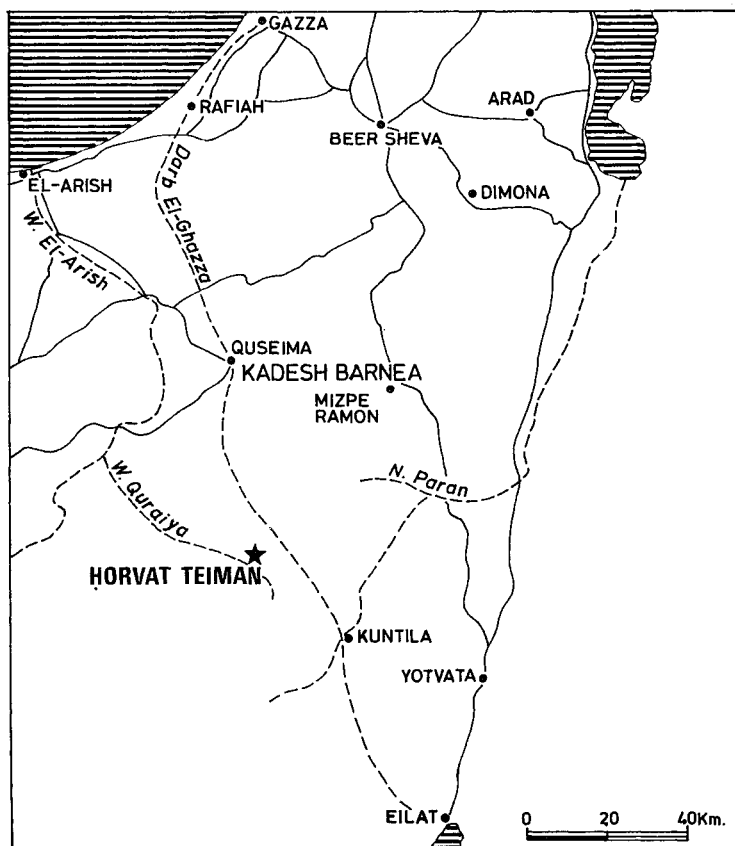 GAZZA
RAFIAH
ARAD
BEER SHEVA
EL-ARISH
DIMONA
Darb El-Ghazza
W. El-Arish
QUSEIMA
KADESH BARNEA
MIZPE
RAMON
N. Paran
W. Quraiya
HORVAT TEIMAN
KUNTILA
YOTVATA
EILAT
0 20 40Km.